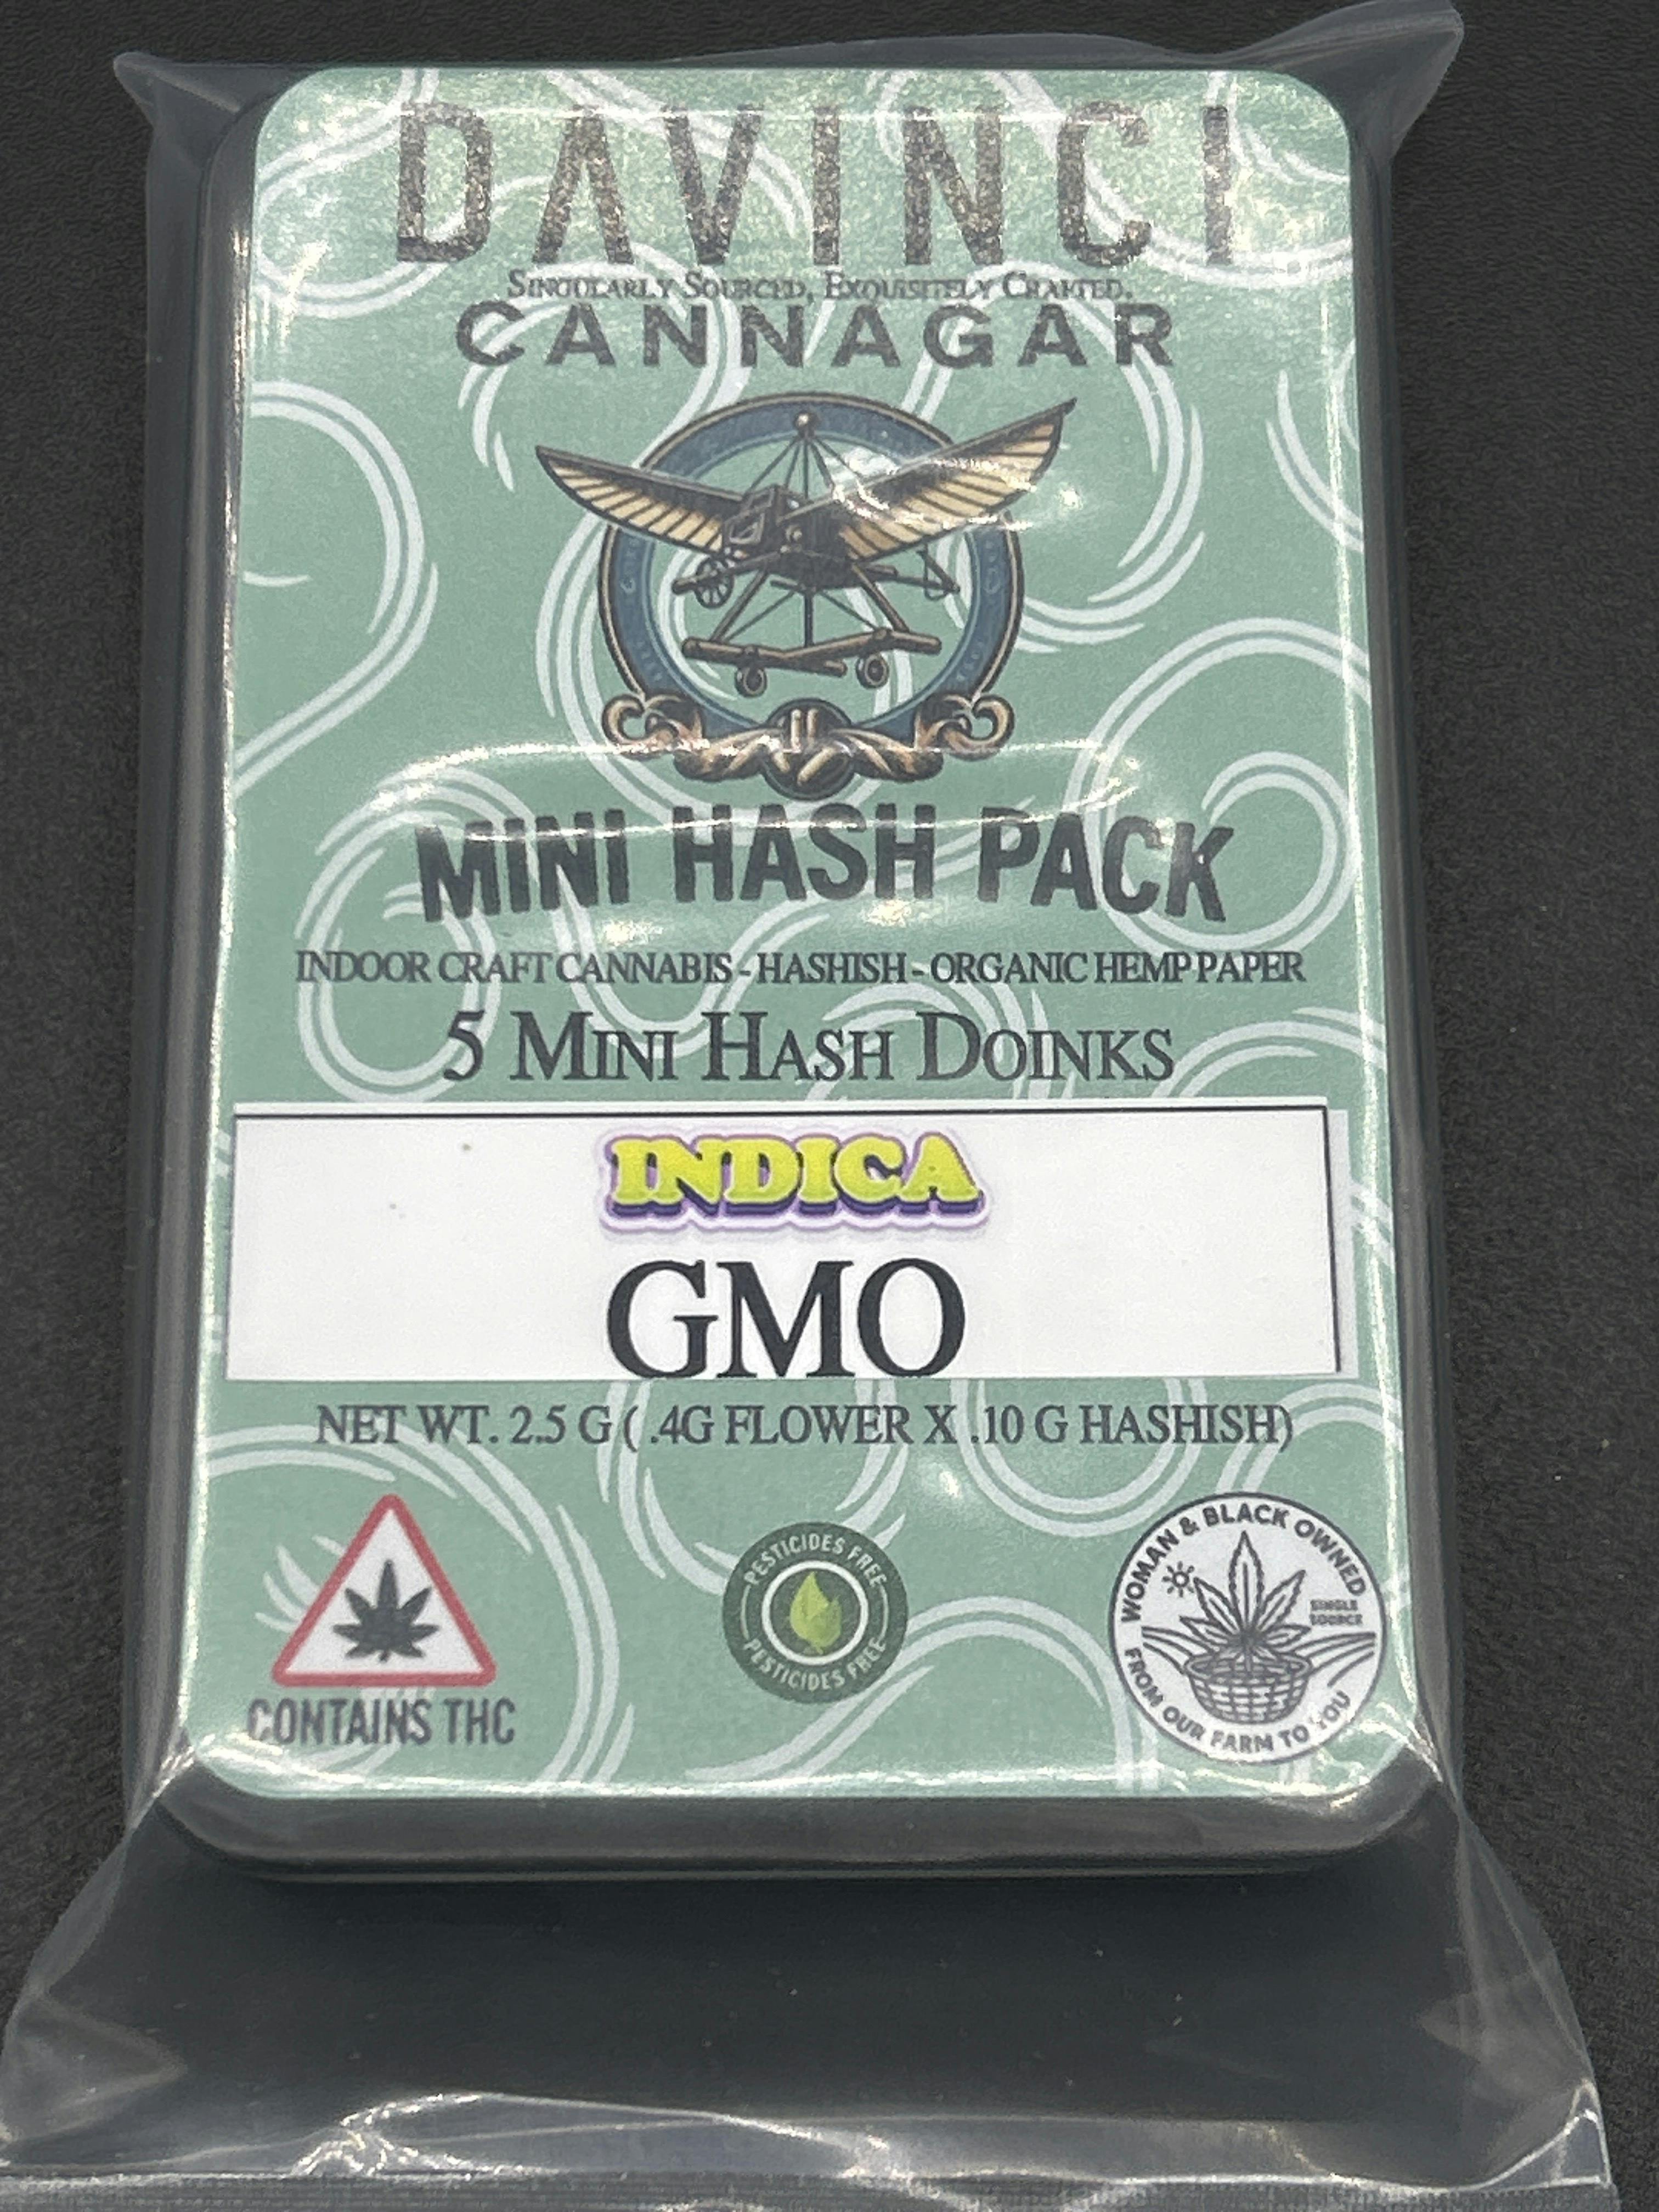 DAVINCI
SINGULARLY SOURCED, EXQUISITELY CRAFTED.
CANNAGAR
MINI HASH PACK
INDOOR CRAFT CANNABIS - HASHISH - ORGANIC HEMP PAPER
5 MINI HASH DOINKS
INDICA
GMO
NET WT. 2.5 G ( .4G FLOWER X .10 G HASHISH)
CONTAINS THC
PESTICIDES FREE
PESTICIDES FREE
WOMAN & BLACK OWNED
SINGLE SOURCE
FROM OUR FARM TO YOU